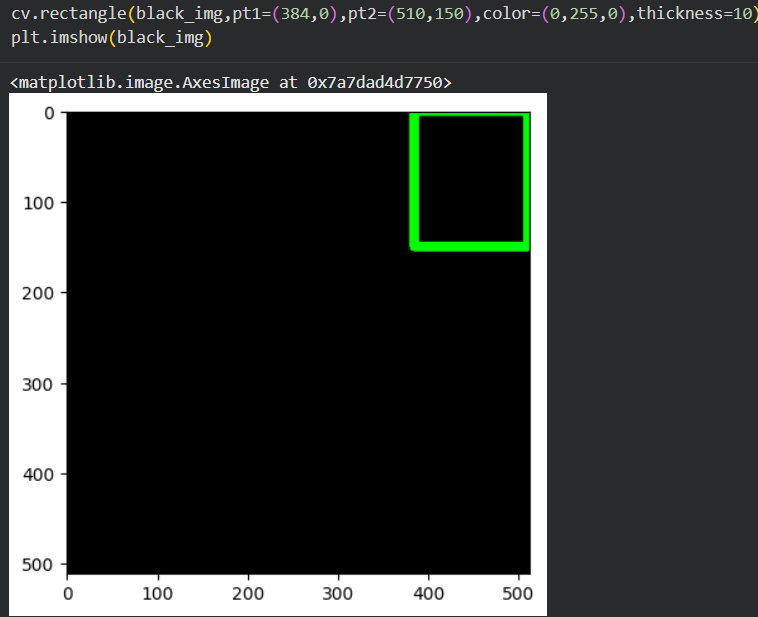 cv.rectangle(black_img,pt1=(384,0),pt2=(510,150),color=(0,255,0),thickness=10)
plt.imshow(black_img)
<matplotlib.image.AxesImage at 0x7a7dad4d7750>
0
100
200
300
400
500
0 100 200 300 400 500